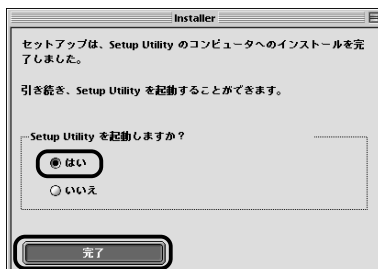 Installer
セットアップは、Setup Utility のコンピュータへのインストールを完
了しました。
引き続き、Setup Utility を起動することができます。
Setup Utility を起動しますか？
はい
いいえ
完了